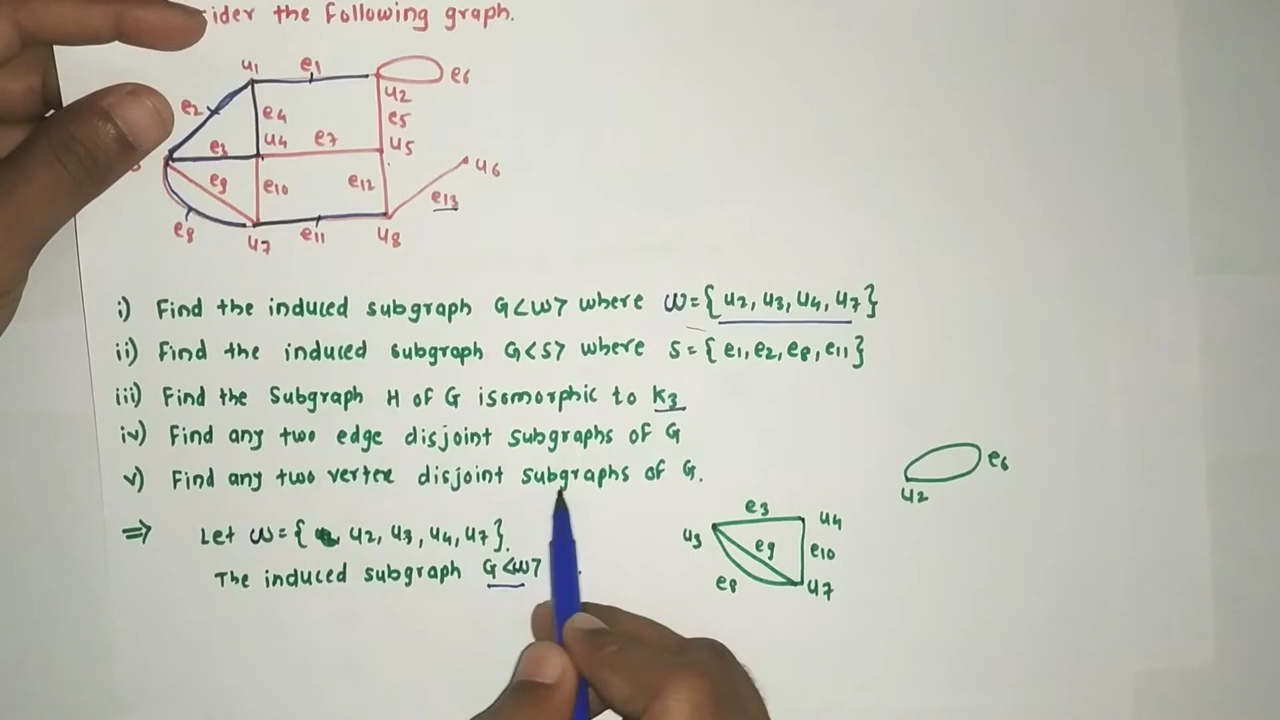 ider the following graph.
u1 e1 e6
e2 e4 u2
e5
e3 u4 e7 u5
e9 e10 e12 u6
e13
e8 u7 e11 u8
i) Find the induced subgraph G<w> where w={u2, u3, u4, u7}
ii) Find the induced subgraph G<S> where S={e1, e2, e8, e11}
iii) Find the Subgraph H of G isomorphic to k3
iv) Find any two edge disjoint subgraphs of G
v) Find any two vertex disjoint subgraphs of G.
e6
u2
e3 u4
⇒ Let w={ u2, u3, u4, u7}.
u3 e9 e10
The induced subgraph G<w>
e8 u7